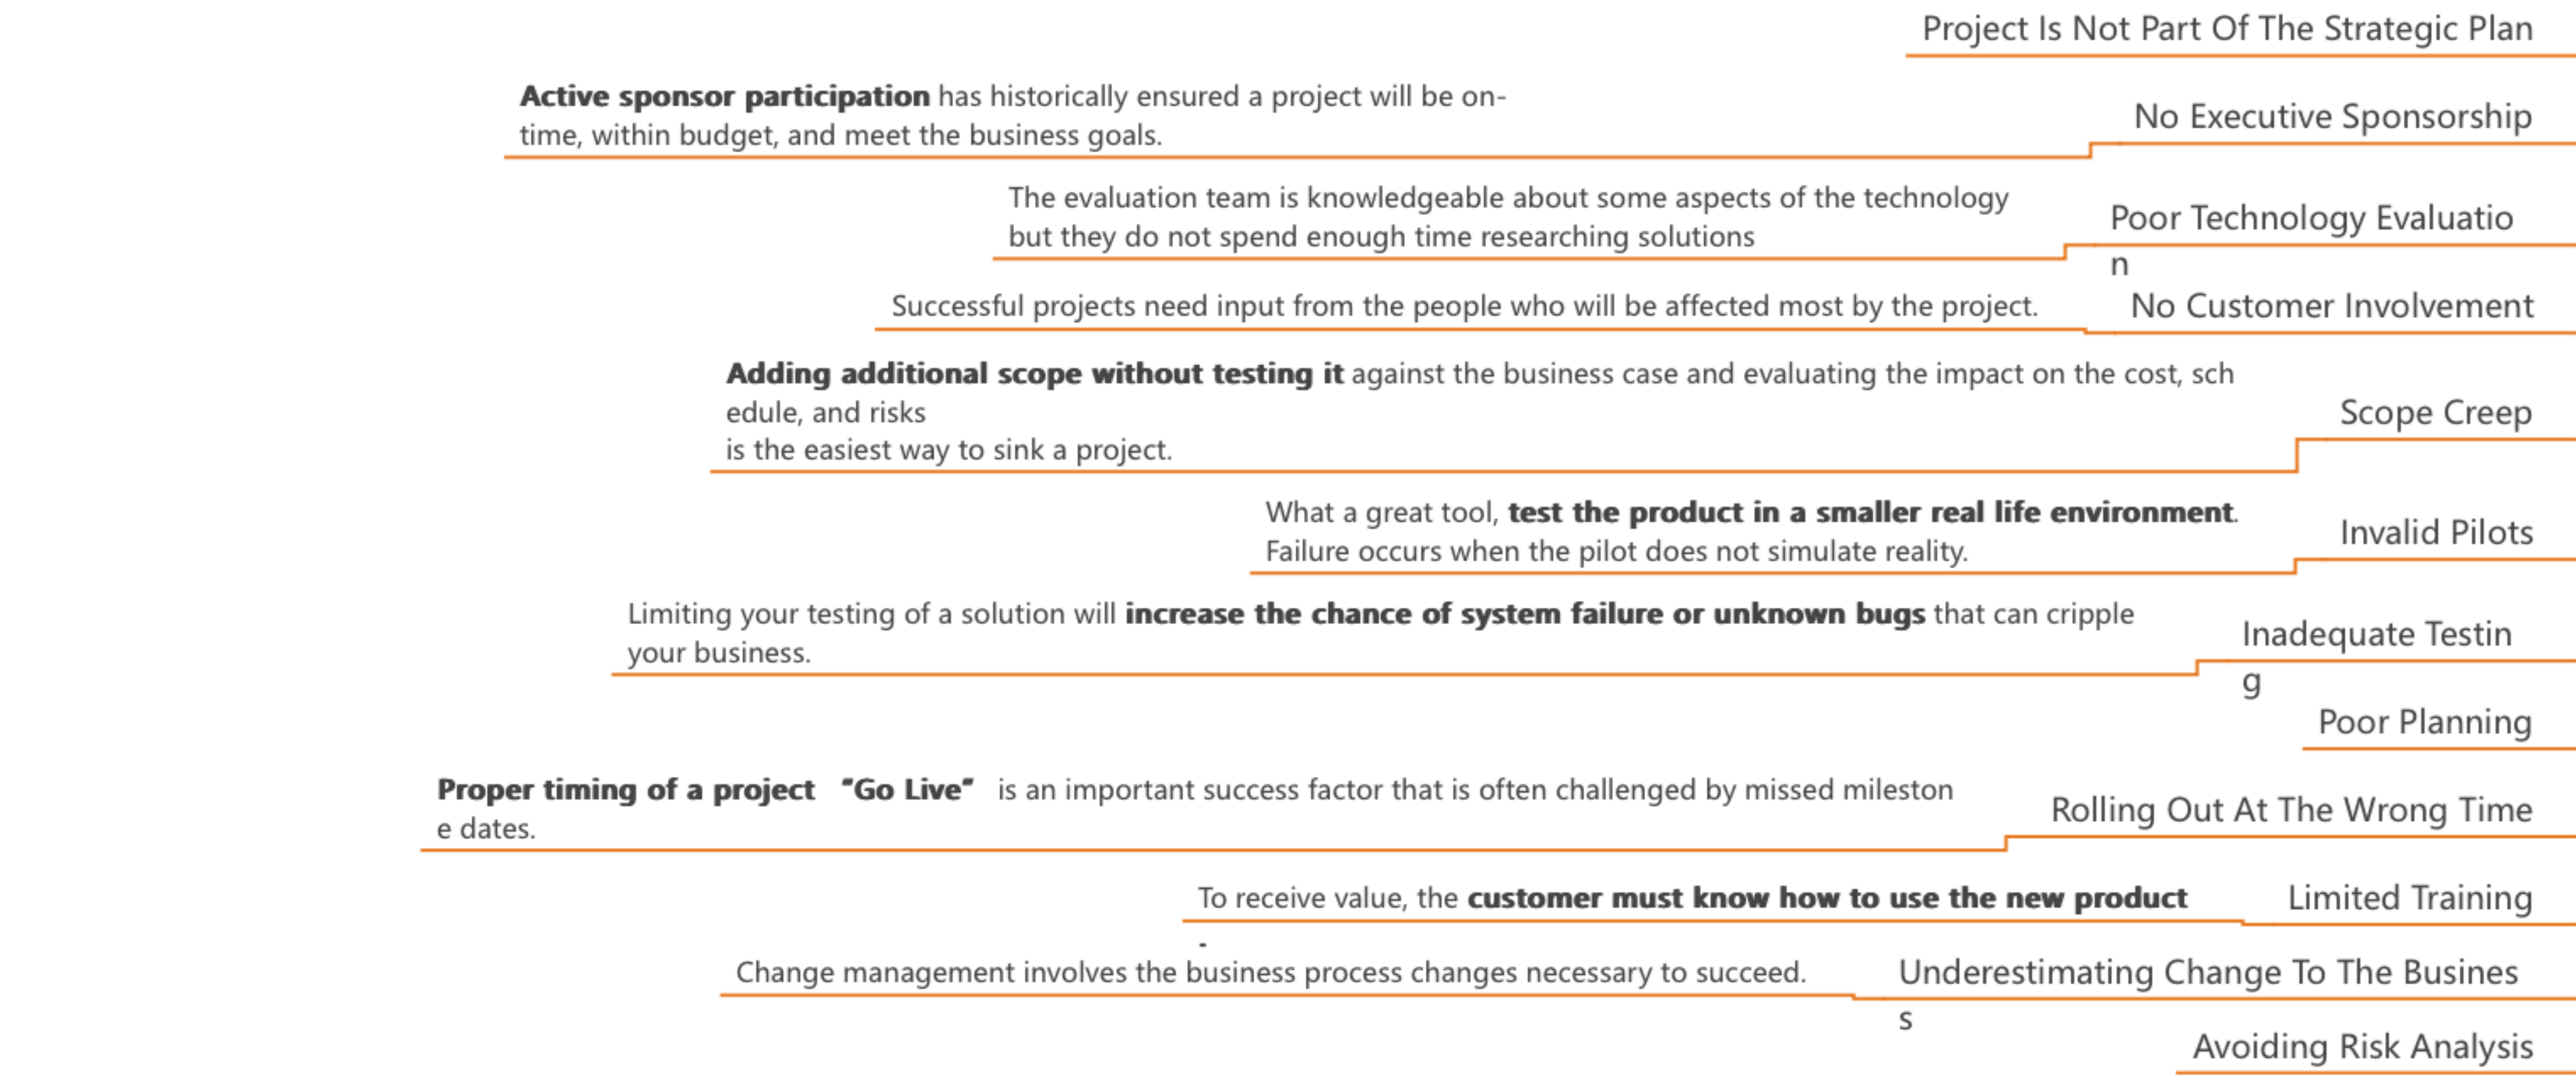 Project Is Not Part Of The Strategic Plan
Active sponsor participation has historically ensured a project will be on-
time, within budget, and meet the business goals.
No Executive Sponsorship
The evaluation team is knowledgeable about some aspects of the technology
but they do not spend enough time researching solutions
Poor Technology Evaluatio
n
Successful projects need input from the people who will be affected most by the project.
No Customer Involvement
Adding additional scope without testing it against the business case and evaluating the impact on the cost, sch
edule, and risks
is the easiest way to sink a project.
Scope Creep
What a great tool, test the product in a smaller real life environment.
Failure occurs when the pilot does not simulate reality.
Invalid Pilots
Limiting your testing of a solution will increase the chance of system failure or unknown bugs that can cripple
your business.
Inadequate Testin
g
Poor Planning
Proper timing of a project “Go Live” is an important success factor that is often challenged by missed mileston
e dates.
Rolling Out At The Wrong Time
To receive value, the customer must know how to use the new product
.
Limited Training
Change management involves the business process changes necessary to succeed.
Underestimating Change To The Busines
s
Avoiding Risk Analysis